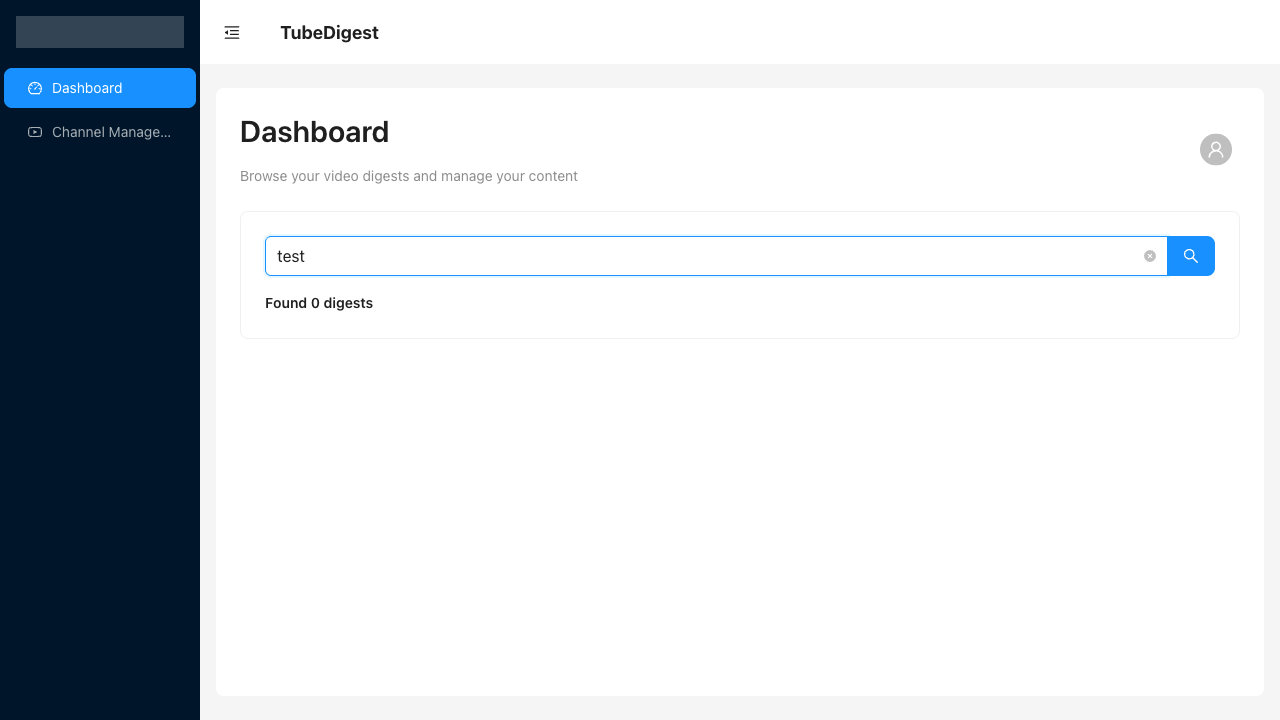 TubeDigest
Dashboard
Channel Manage...
Dashboard
Browse your video digests and manage your content
test
Found 0 digests